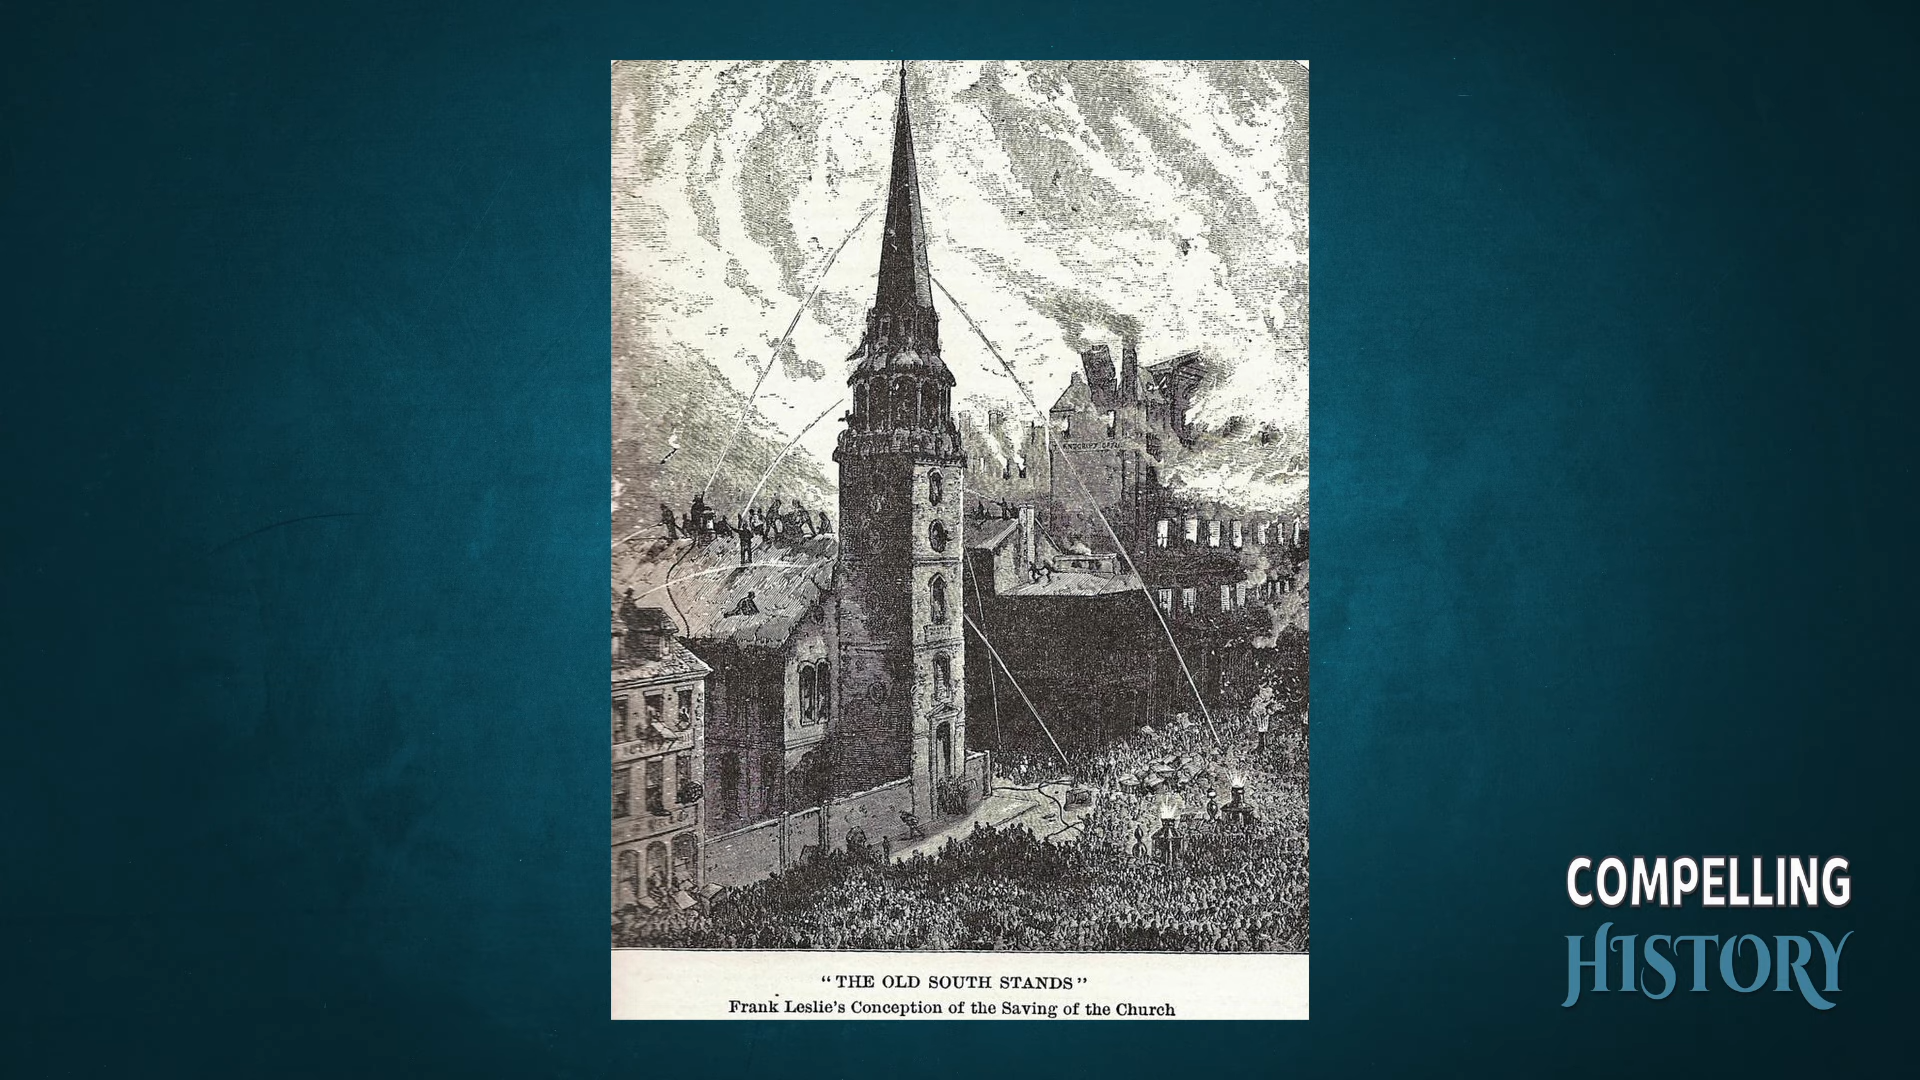 “THE OLD SOUTH STANDS”
Frank Leslie's Conception of the Saving of the Church
COMPELLING
HISTORY